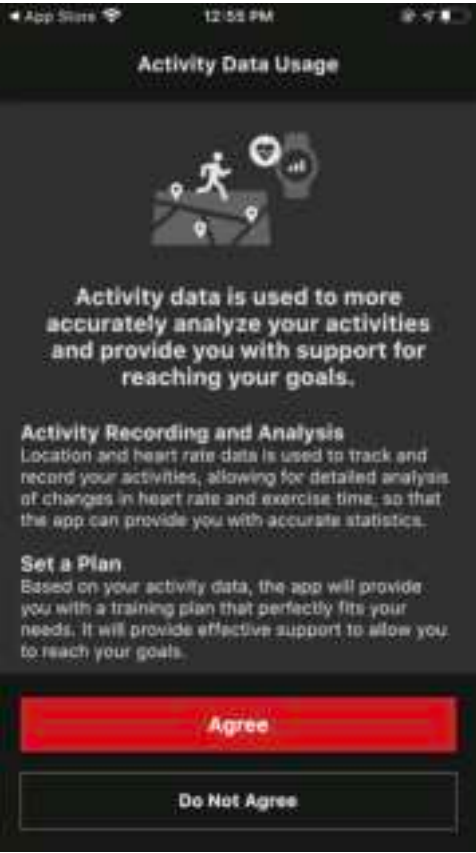 App Store
12:55 PM
Activity Data Usage
Activity data is used to more
accurately analyze your activities
and provide you with support for
reaching your goals.
Activity Recording and Analysis
Location and heart rate data is used to track and
record your activities, allowing for detailed analysis
of changes in heart rate and exercise time, so that
the app can provide you with accurate statistics.
Set a Plan
Based on your activity data, the app will provide
you with a training plan that perfectly fits your
needs. It will provide effective support to allow you
to reach your goals.
Agree
Do Not Agree